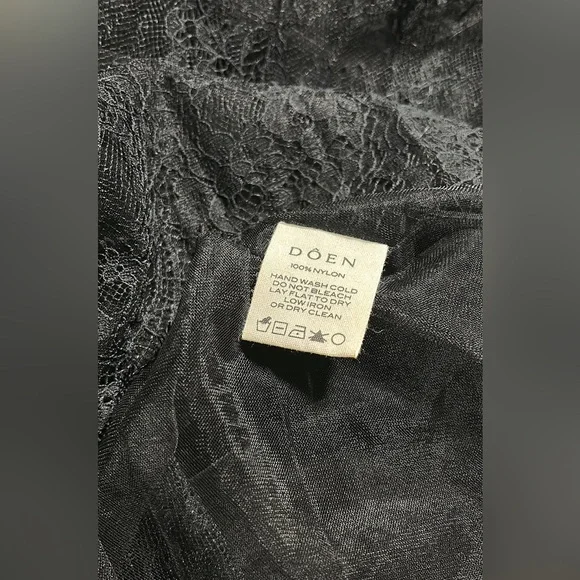 DÔEN
100% NYLON
HAND WASH COLD
DO NOT BLEACH
LAY FLAT TO DRY
LOW IRON
OR DRY CLEAN